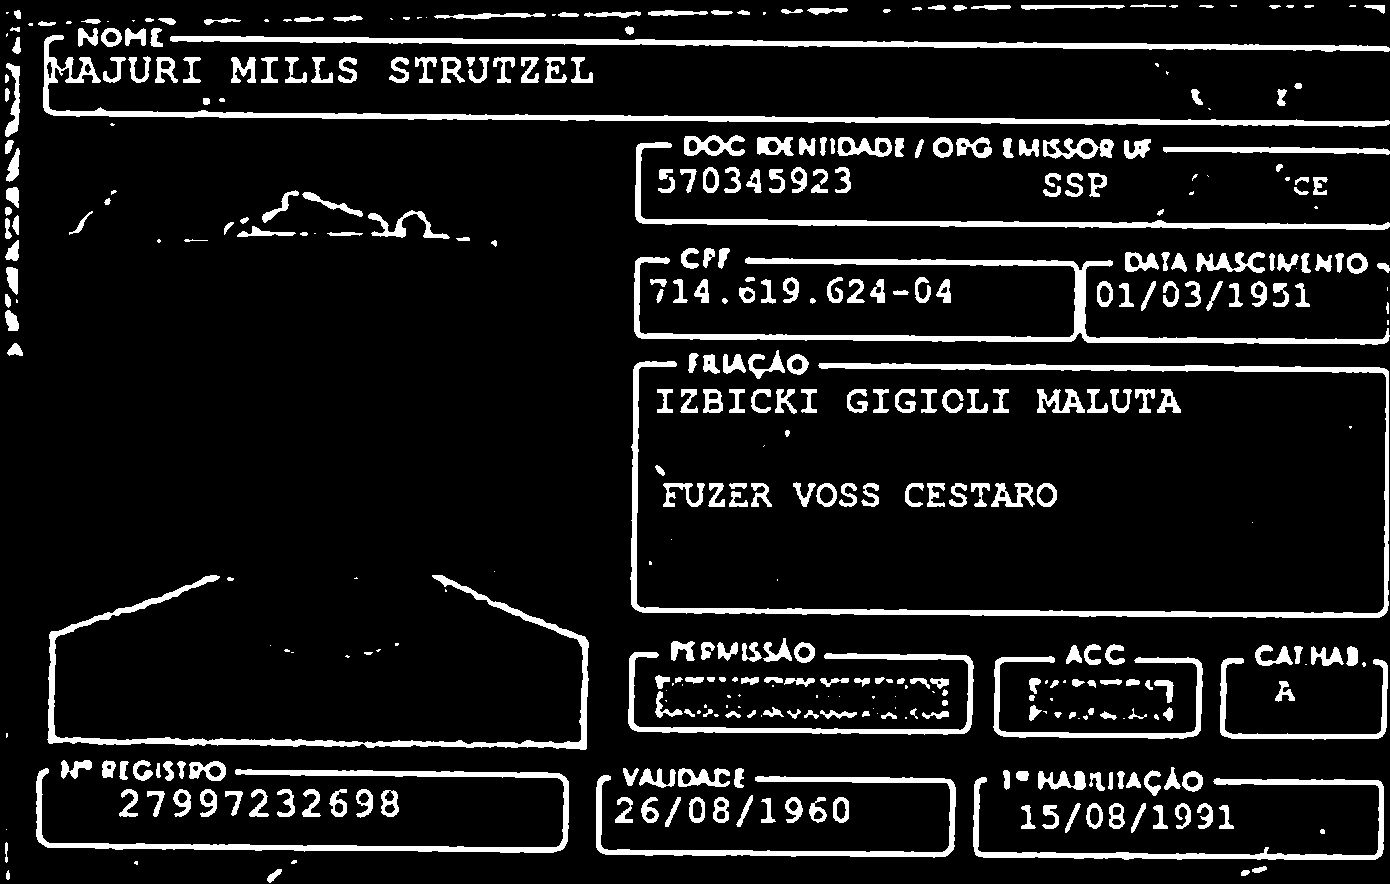 NOME
MAJURI MILLS STRUTZEL
DOC IDENTIDADE / ORG EMISSOR UF
570345923 SSP CE
CPF DATA NASCIMENTO
714.619.624-04 01/03/1951
FILIAÇÃO
IZBICKI GIGIOLI MALUTA
FUZER VOSS CESTARO
PERMISSÃO ACC CAT.HAB.
A
Nº REGISTRO VALIDADE 1ª HABILITAÇÃO
27997232698 26/08/1960 15/08/1991